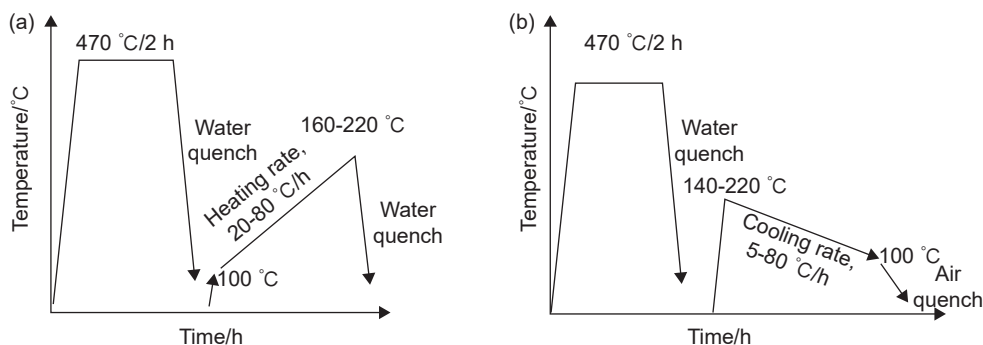 (a)
470 °C/2 h
Temperature/°C
Water
quench
160-220 °C
Heating rate,
20-80 °C/h
Water
quench
100 °C
Time/h
(b)
470 °C/2 h
Temperature/°C
Water
quench
140-220 °C
Cooling rate,
5-80 °C/h
100 °C
Air
quench
Time/h